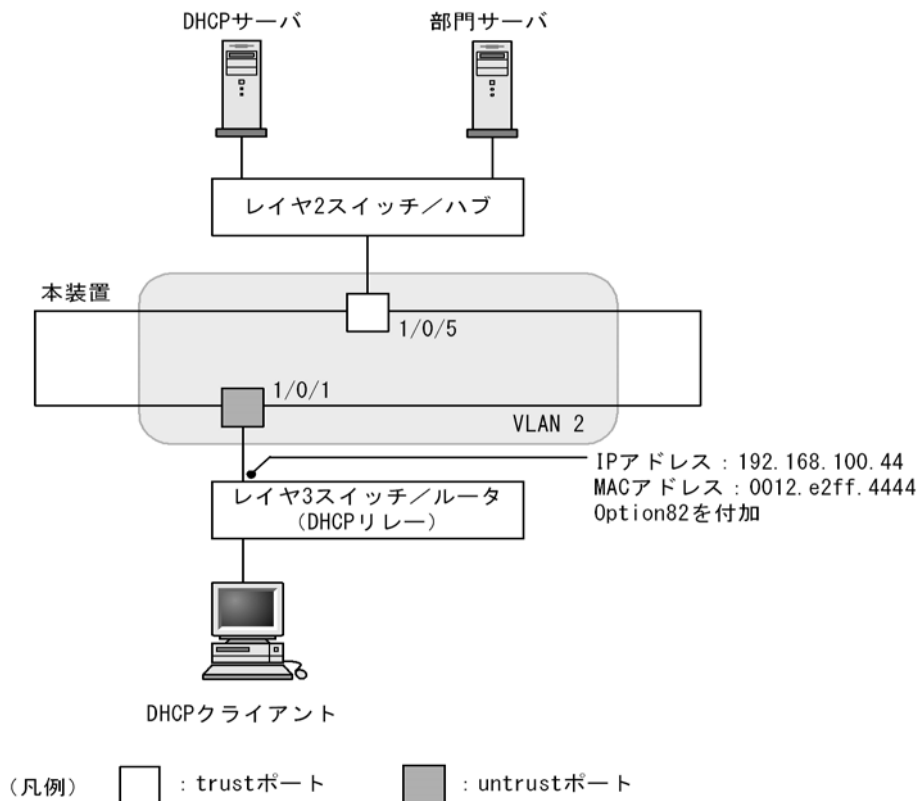 DHCPサーバ
部門サーバ
レイヤ2スイッチ／ハブ
本装置
1/0/5
1/0/1
VLAN 2
IPアドレス：192.168.100.44
MACアドレス：0012.e2ff.4444
Option82を付加
レイヤ3スイッチ／ルータ
（DHCPリレー）
DHCPクライアント
（凡例）
：trustポート
：untrustポート